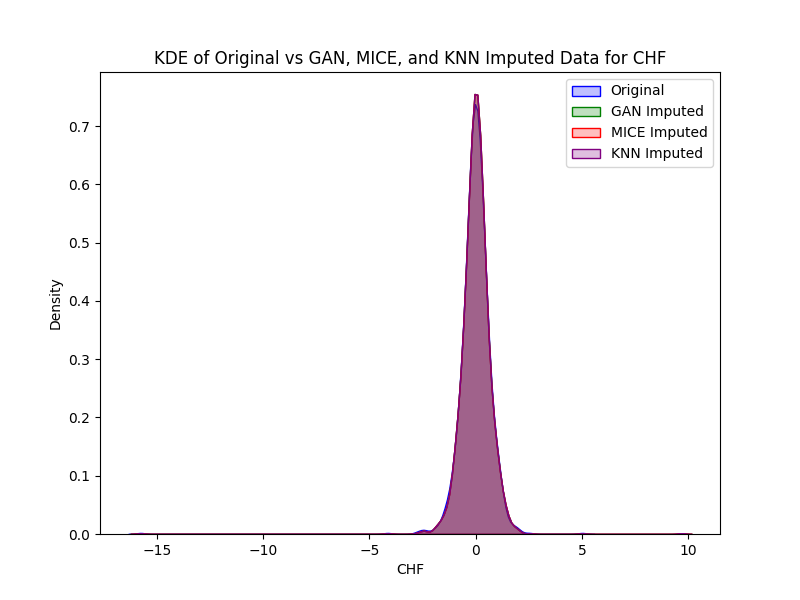 KDE of Original vs GAN, MICE, and KNN Imputed Data for CHF
Original
GAN Imputed
MICE Imputed
KNN Imputed
Density
0.7
0.6
0.5
0.4
0.3
0.2
0.1
0.0
−15
−10
−5
0
5
10
CHF